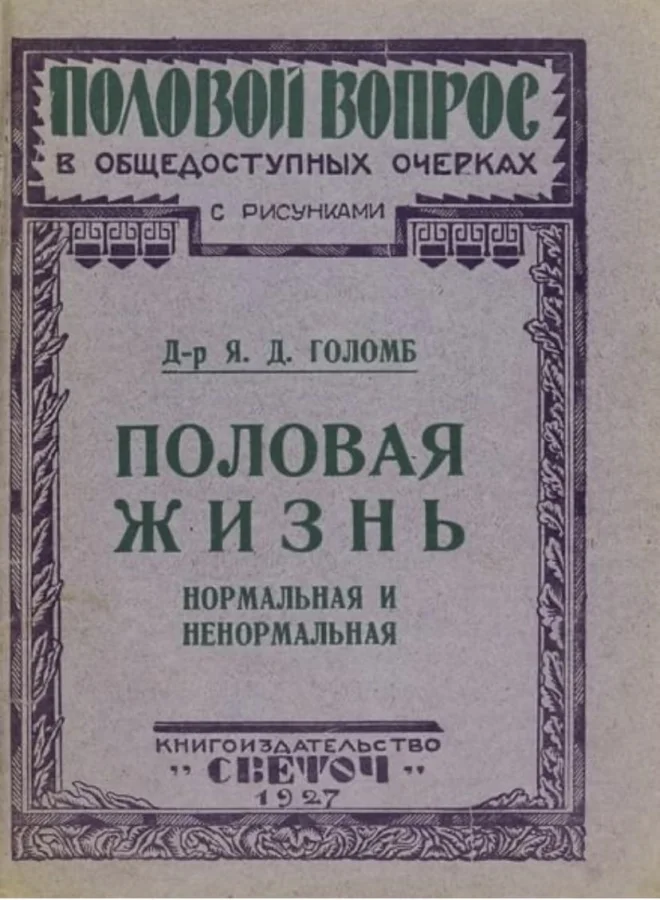 ПОЛОВОЙ ВОПРОС
В ОБЩЕДОСТУПНЫХ ОЧЕРКАХ
С РИСУНКАМИ
Д-р Я. Д. ГОЛОМБ
ПОЛОВАЯ
ЖИЗНЬ
НОРМАЛЬНАЯ И
НЕНОРМАЛЬНАЯ
КНИГОИЗДАТЕЛЬСТВО
„СВЕТОЧ“
1927